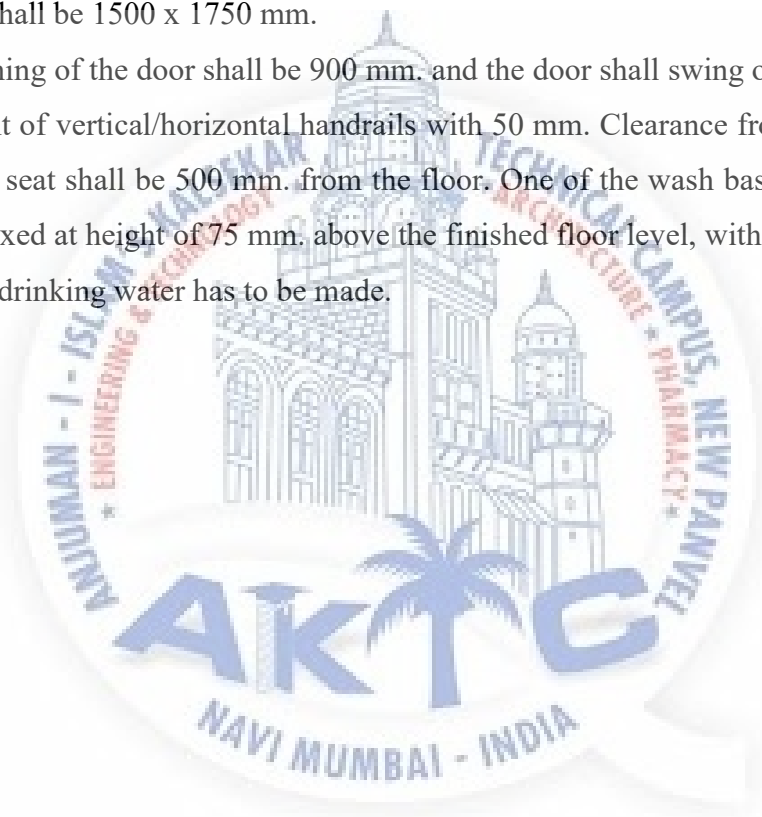 hall be 1500 x 1750 mm.
ning of the door shall be 900 mm. and the door shall swing o
t of vertical/horizontal handrails with 50 mm. Clearance fro
seat shall be 500 mm. from the floor. One of the wash bas
xed at height of 75 mm. above the finished floor level, with
drinking water has to be made.
ANJUMAN - I - ISLAM'S KALSEKAR TECHNICAL CAMPUS, NEW PANVEL
* ENGINEERING & TECHNOLOGY ARCHITECTURE * PHARMACY *
AKTC
NAVI MUMBAI - INDIA